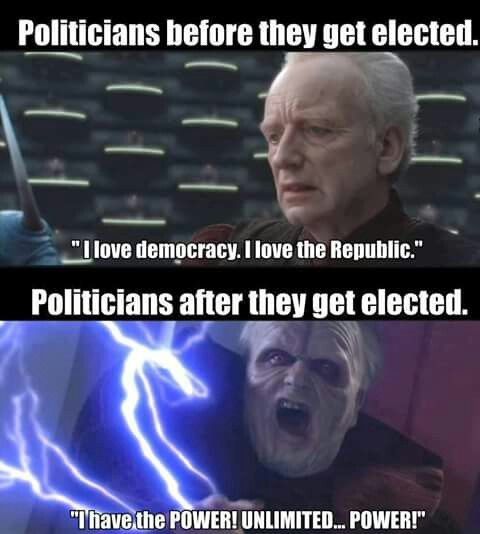 Politicians before they get elected.
" I love democracy. I love the Republic."
Politicians after they get elected.
"I have the POWER! UNLIMITED... POWER!"